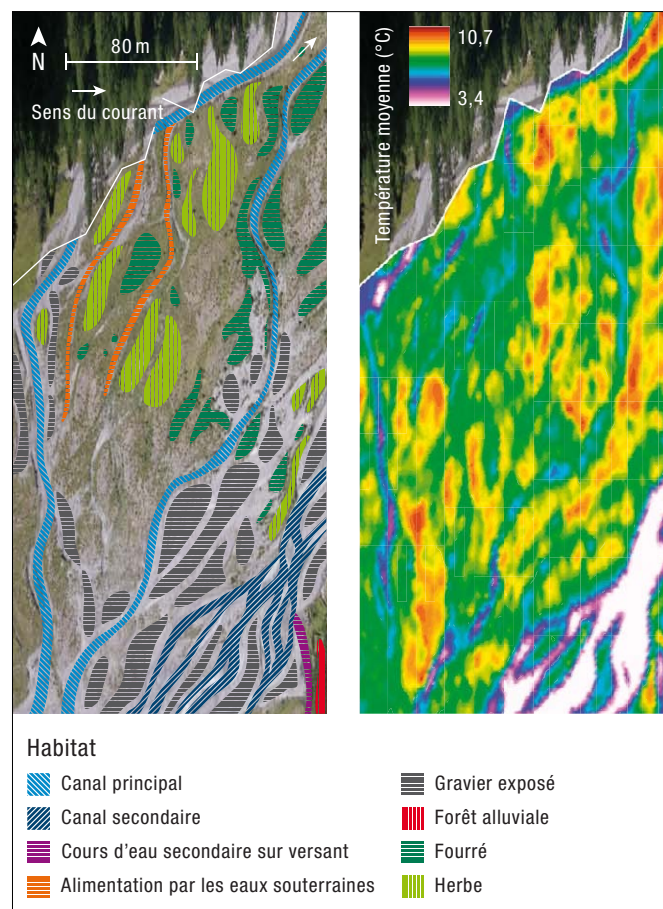 N
80 m
Sens du courant
Température moyenne (°C)
10,7
3,4
Habitat
Canal principal
Canal secondaire
Cours d'eau secondaire sur versant
Alimentation par les eaux souterraines
Gravier exposé
Forêt alluviale
Fourré
Herbe